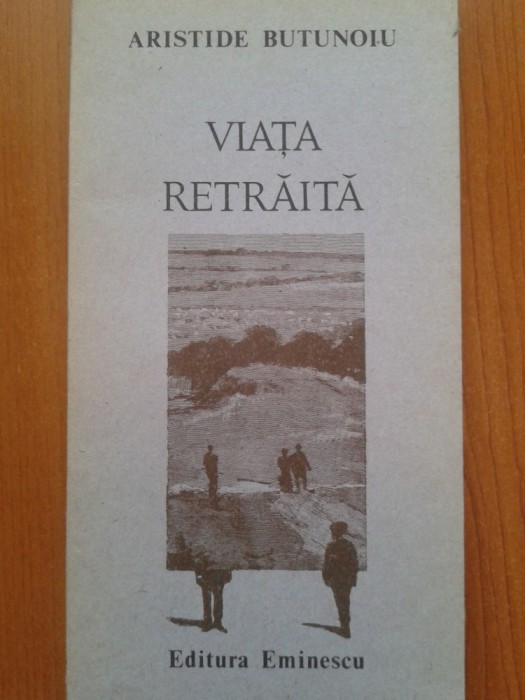 ARISTIDE BUTUNOIU
VIAȚA
RETRĂITĂ
Editura Eminescu